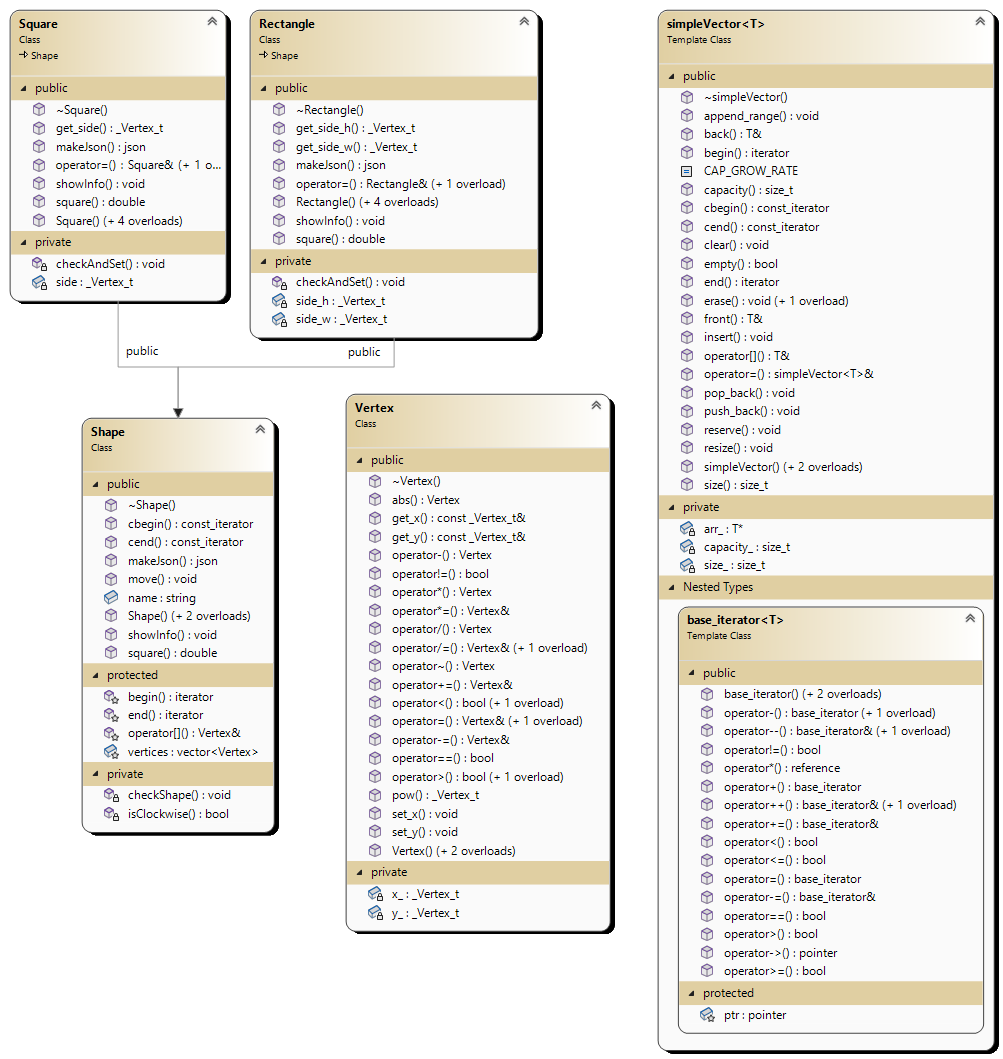 Square
Class
Shape
public
~Square()
get_side() : _Vertex_t
makeJson() : json
operator=() : Square& (+ 1 o...
showInfo() : void
square() : double
Square() (+ 4 overloads)
private
checkAndSet() : void
side : _Vertex_t
Rectangle
Class
Shape
public
~Rectangle()
get_side_h() : _Vertex_t
get_side_w() : _Vertex_t
makeJson() : json
operator=() : Rectangle& (+ 1 overload)
Rectangle() (+ 4 overloads)
showInfo() : void
square() : double
private
checkAndSet() : void
side_h : _Vertex_t
side_w : _Vertex_t
public
public
Shape
Class
public
~Shape()
cbegin() : const_iterator
cend() : const_iterator
makeJson() : json
move() : void
name : string
Shape() (+ 2 overloads)
showInfo() : void
square() : double
protected
begin() : iterator
end() : iterator
operator[]() : Vertex&
vertices : vector<Vertex>
private
checkShape() : void
isClockwise() : bool
Vertex
Class
public
~Vertex()
abs() : Vertex
get_x() : const _Vertex_t&
get_y() : const _Vertex_t&
operator-() : Vertex
operator!=() : bool
operator*() : Vertex
operator*=() : Vertex&
operator/() : Vertex
operator/=() : Vertex& (+ 1 overload)
operator~() : Vertex
operator+=() : Vertex&
operator<() : bool (+ 1 overload)
operator=() : Vertex& (+ 1 overload)
operator-=() : Vertex&
operator==() : bool
operator>() : bool (+ 1 overload)
pow() : _Vertex_t
set_x() : void
set_y() : void
Vertex() (+ 2 overloads)
private
x_ : _Vertex_t
y_ : _Vertex_t
simpleVector<T>
Template Class
public
~simpleVector()
append_range() : void
back() : T&
begin() : iterator
CAP_GROW_RATE
capacity() : size_t
cbegin() : const_iterator
cend() : const_iterator
clear() : void
empty() : bool
end() : iterator
erase() : void (+ 1 overload)
front() : T&
insert() : void
operator[]() : T&
operator=() : simpleVector<T>&
pop_back() : void
push_back() : void
reserve() : void
resize() : void
simpleVector() (+ 2 overloads)
size() : size_t
private
arr_ : T*
capacity_ : size_t
size_ : size_t
Nested Types
base_iterator<T>
Template Class
public
base_iterator() (+ 2 overloads)
operator-() : base_iterator (+ 1 overload)
operator--() : base_iterator& (+ 1 overload)
operator!=() : bool
operator*() : reference
operator+() : base_iterator
operator++() : base_iterator& (+ 1 overload)
operator+=() : base_iterator&
operator<() : bool
operator<=() : bool
operator=() : base_iterator
operator-=() : base_iterator&
operator==() : bool
operator>() : bool
operator->() : pointer
operator>=() : bool
protected
ptr : pointer